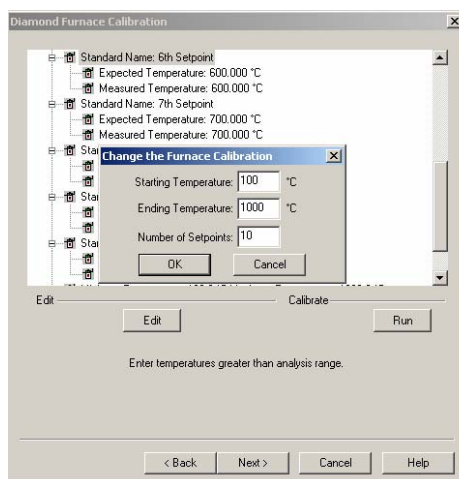 Diamond Furnace Calibration
Standard Name: 6th Setpoint
Expected Temperature: 600.000 °C
Measured Temperature: 600.000 °C
Standard Name: 7th Setpoint
Expected Temperature: 700.000 °C
Measured Temperature: 700.000 °C
Change the Furnace Calibration
Starting Temperature: 100 °C
Ending Temperature: 1000 °C
Number of Setpoints: 10
OK Cancel
Edit Calibrate
Edit Run
Enter temperatures greater than analysis range.
< Back Next > Cancel Help